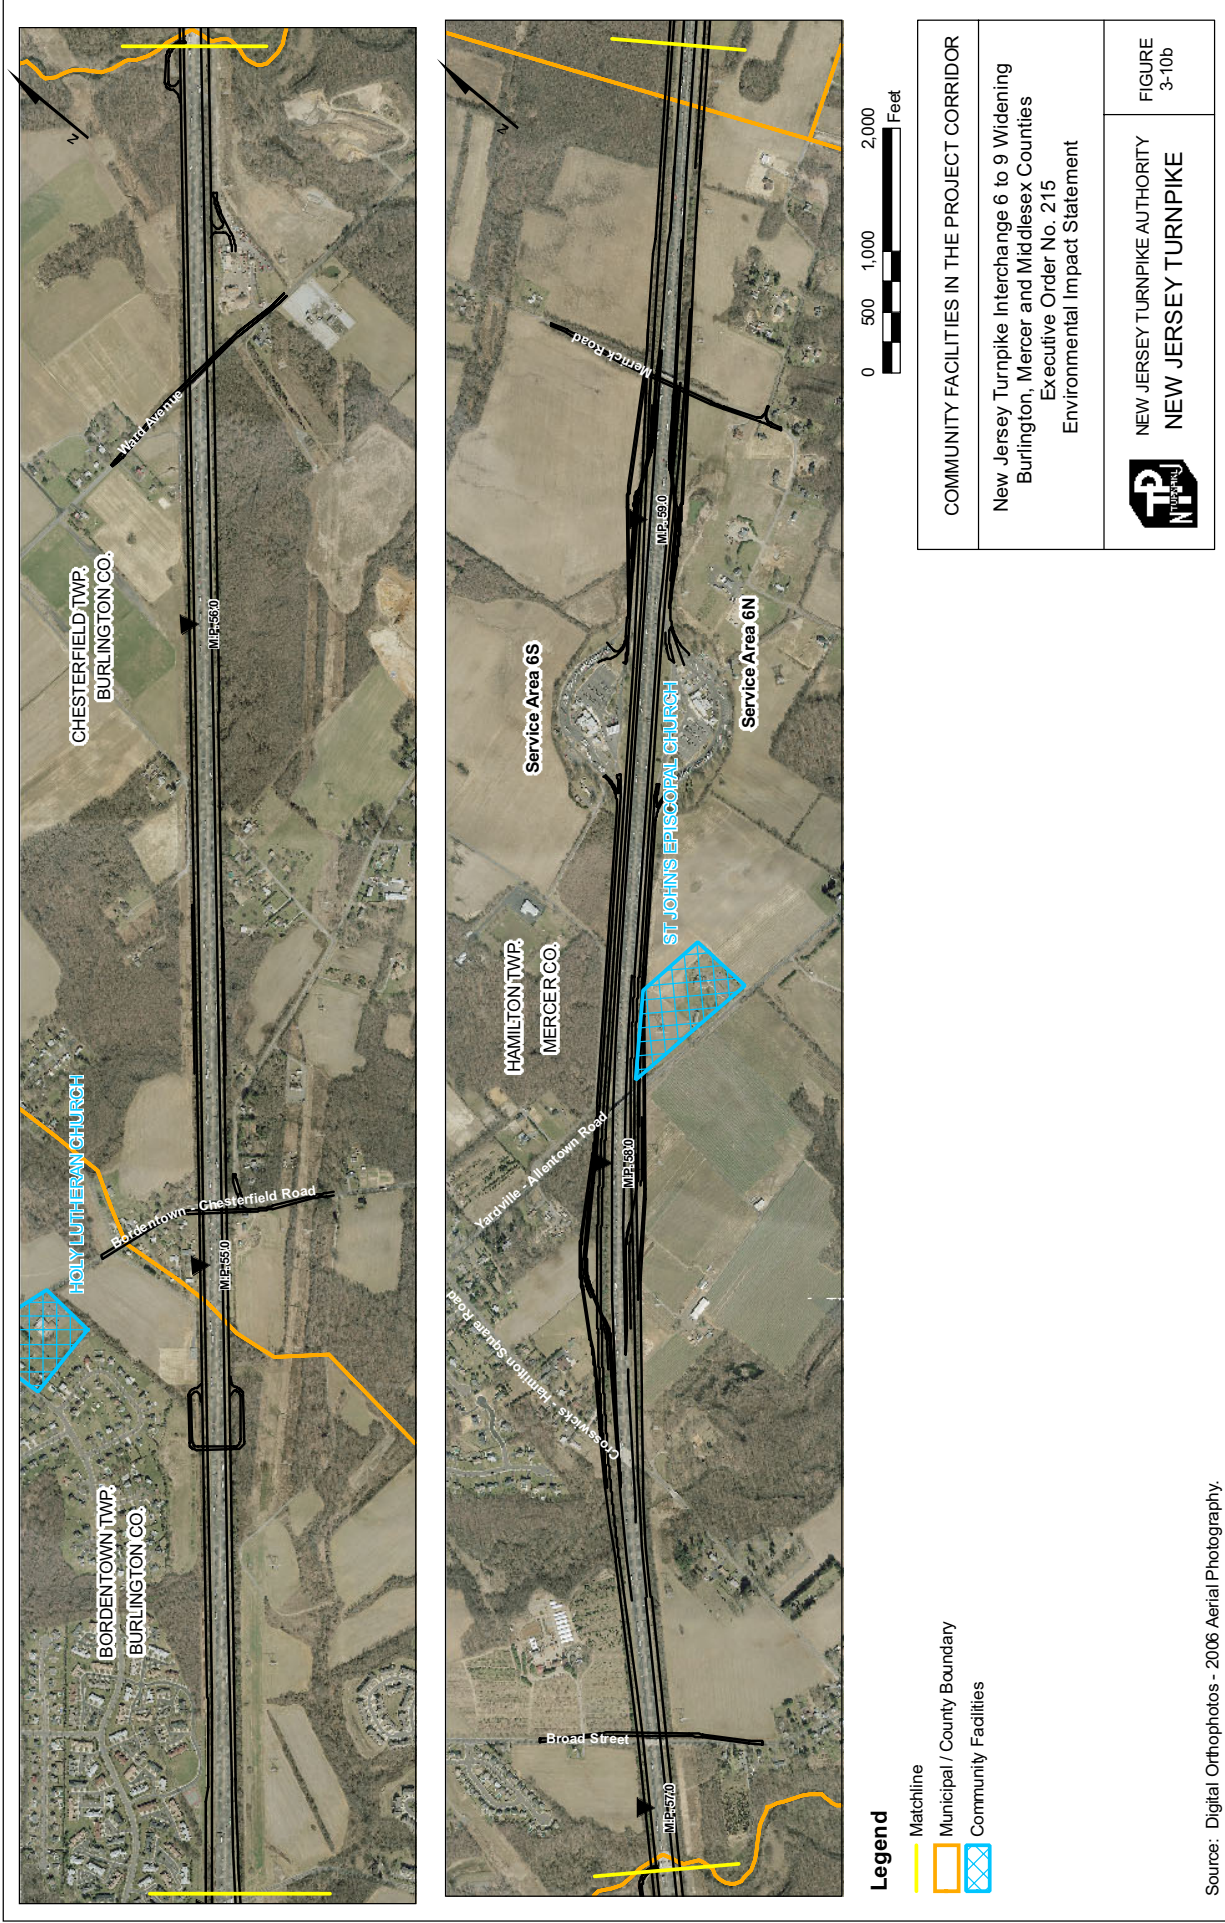 BORDENTOWN TWP.
BURLINGTON CO.
HOLY LUTHERAN CHURCH
Bordentown - Chesterfield Road
M.P. 55.0
CHESTERFIELD TWP.
BURLINGTON CO.
M.P. 56.0
Ward Avenue
N
Broad Street
M.P. 57.0
Crosswicks - Hamilton Square Road
Yardville - Allentown Road
M.P. 58.0
HAMILTON TWP.
MERCER CO.
ST JOHN'S EPISCOPAL CHURCH
Service Area 6S
Service Area 6N
M.P. 59.0
Merrick Road
N
Legend
Matchline
Municipal / County Boundary
Community Facilities
0 500 1,000 2,000
Feet
COMMUNITY FACILITIES IN THE PROJECT CORRIDOR
New Jersey Turnpike Interchange 6 to 9 Widening
Burlington, Mercer and Middlesex Counties
Executive Order No. 215
Environmental Impact Statement
NJTP
TURNPIKE
NEW JERSEY TURNPIKE AUTHORITY
NEW JERSEY TURNPIKE
FIGURE
3-10b
Source: Digital Orthophotos - 2006 Aerial Photography.